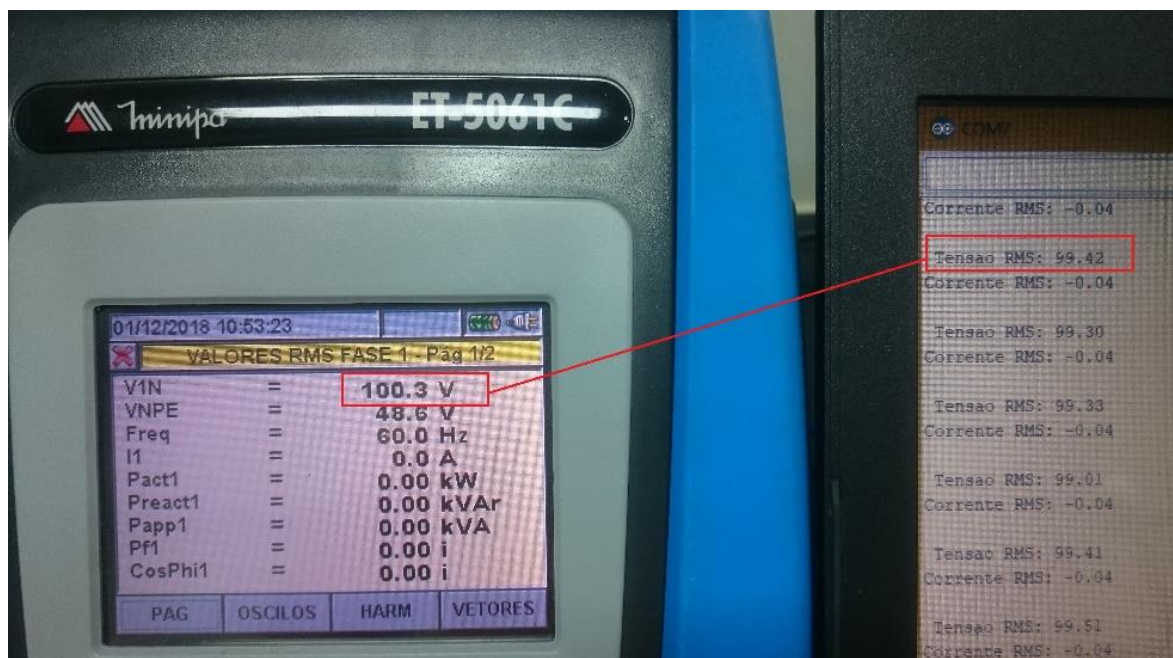 Minipa
ET-5061C
01/12/2018 10:53:23
VALORES RMS FASE 1 - Pág 1/2
V1N = 100.3 V
VNPE = 48.6 V
Freq = 60.0 Hz
I1 = 0.0 A
Pact1 = 0.00 kW
Preact1 = 0.00 kVAr
Papp1 = 0.00 kVA
Pf1 = 0.00 i
CosPhi1 = 0.00 i
PAG OSCILOS HARM VETORES
COM7
Corrente RMS: -0.04
Tensao RMS: 99.42
Corrente RMS: -0.04
Tensao RMS: 99.30
Corrente RMS: -0.04
Tensao RMS: 99.33
Corrente RMS: -0.04
Tensao RMS: 99.01
Corrente RMS: -0.04
Tensao RMS: 99.41
Corrente RMS: -0.04
Tensao RMS: 99.51
Corrente RMS: -0.04